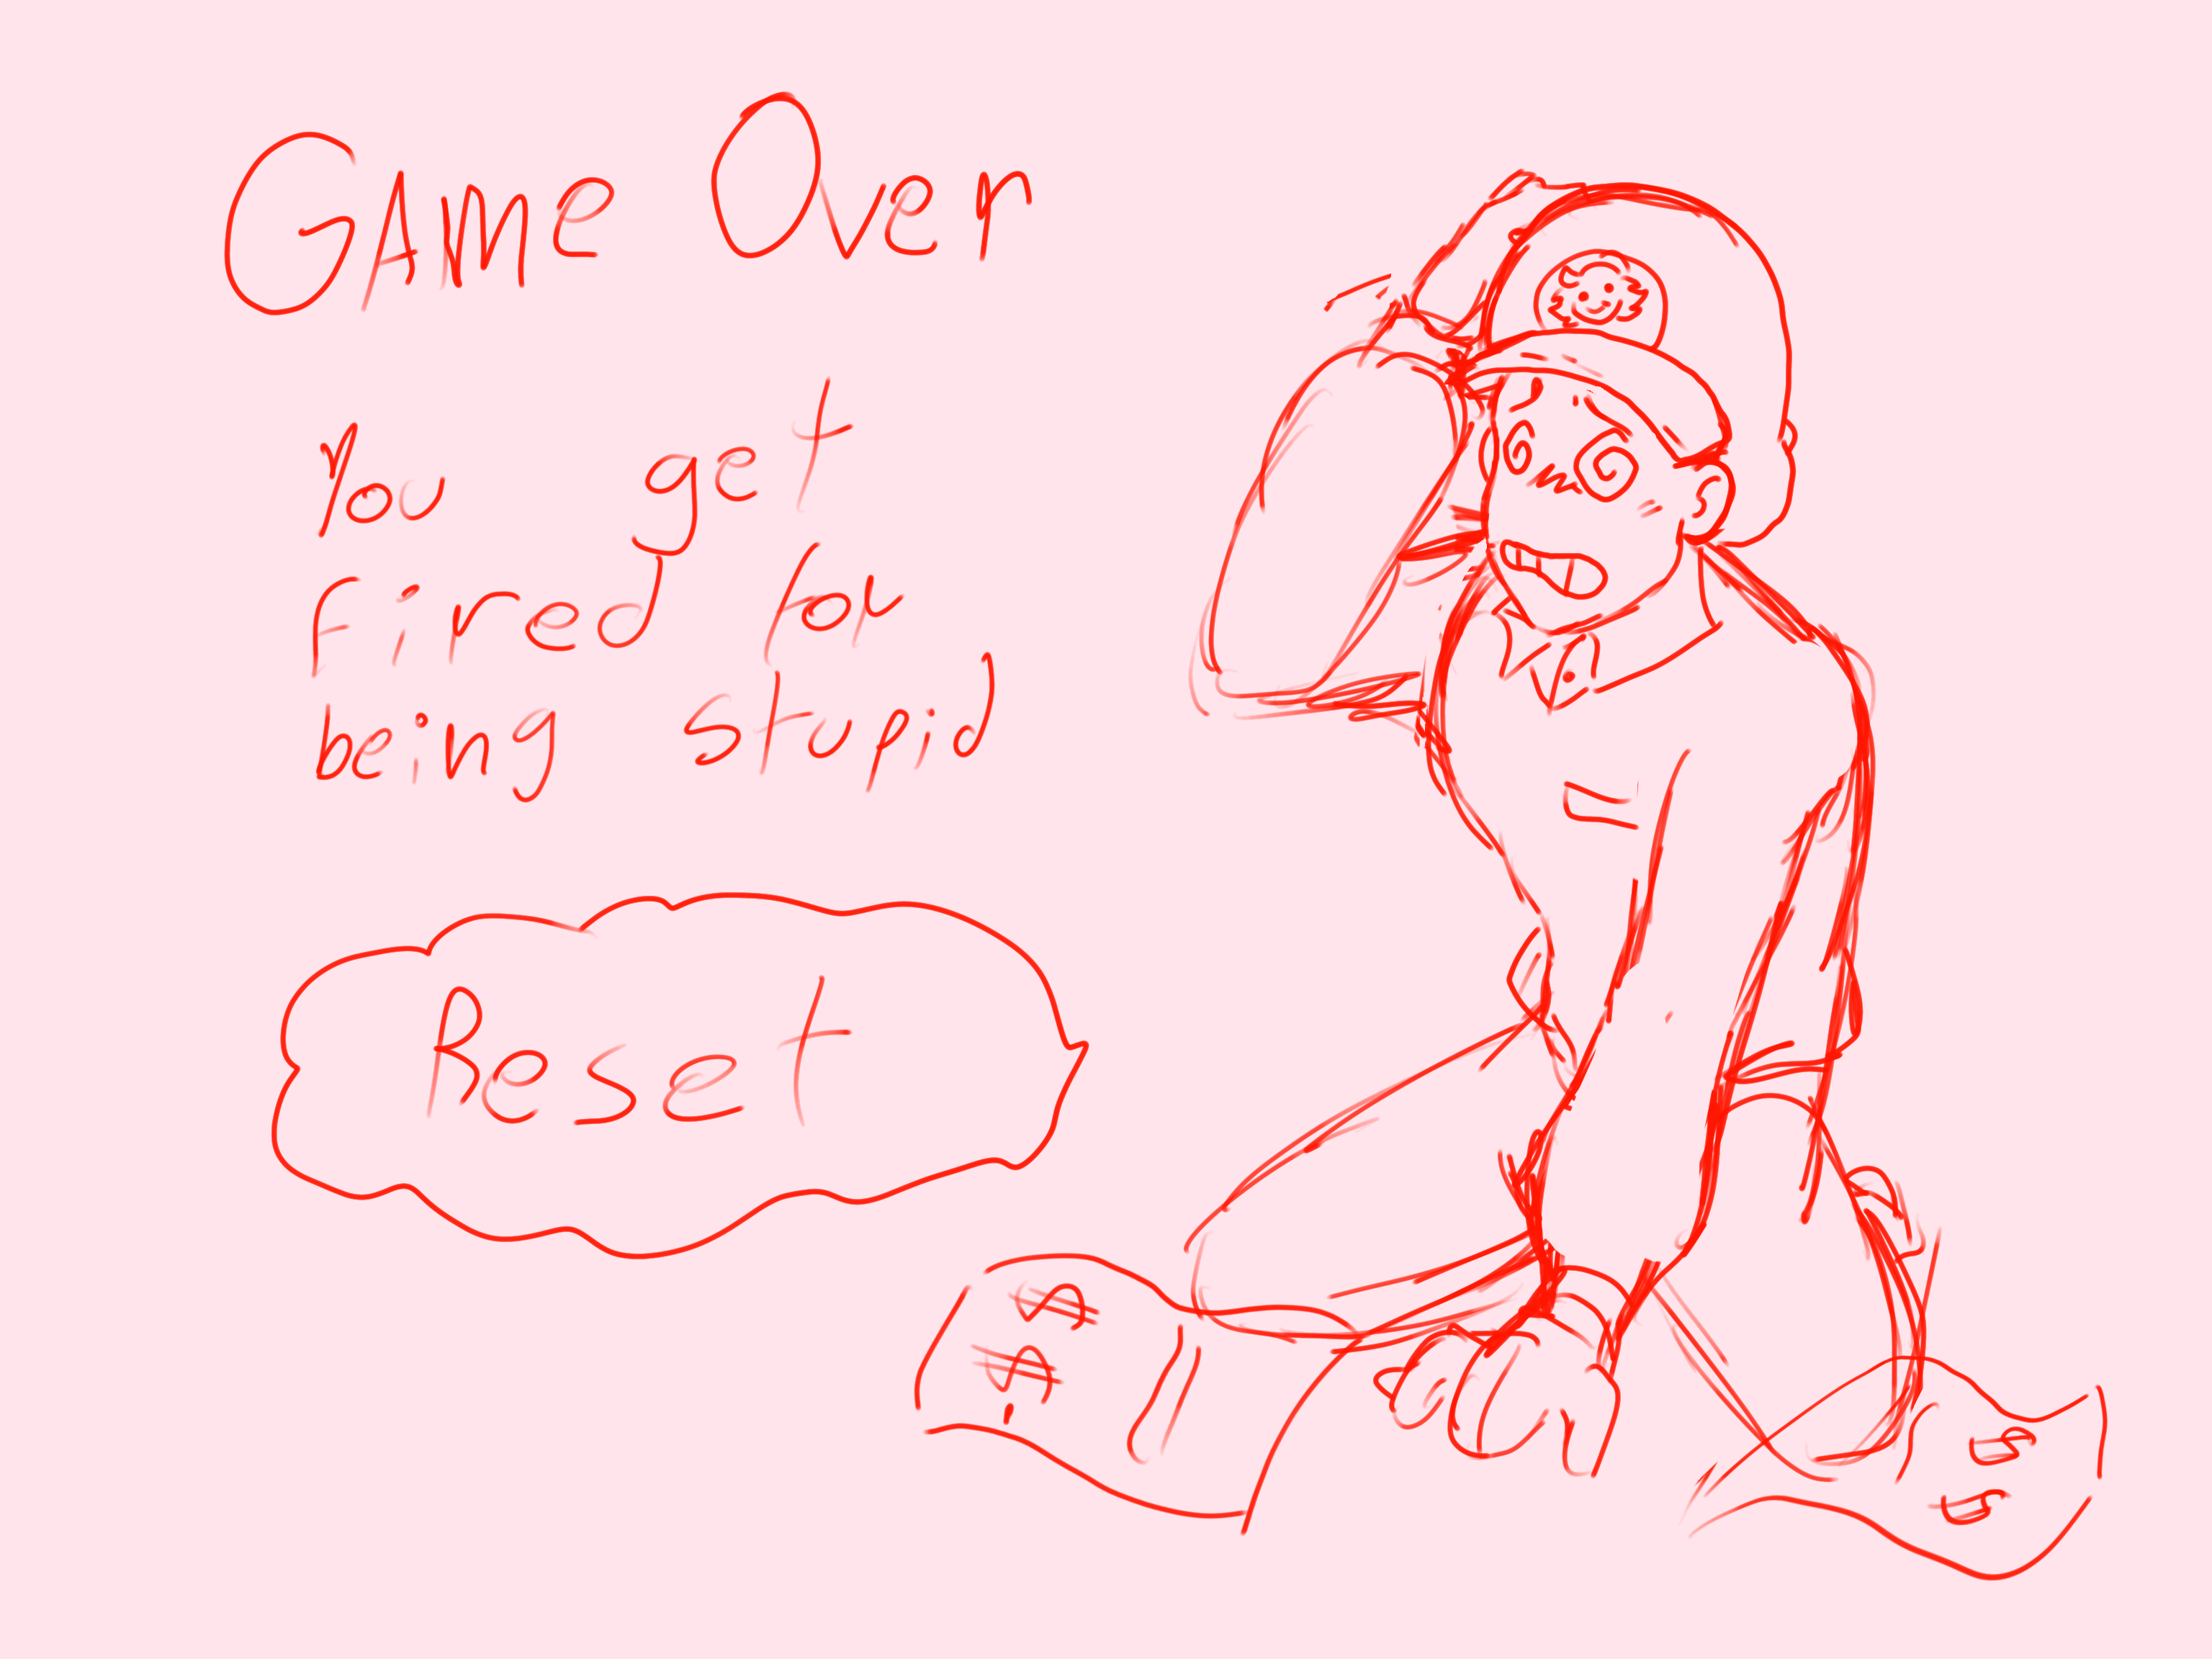 GAme Over
You get
fired for
being stupid
Reset
$
$
$
$